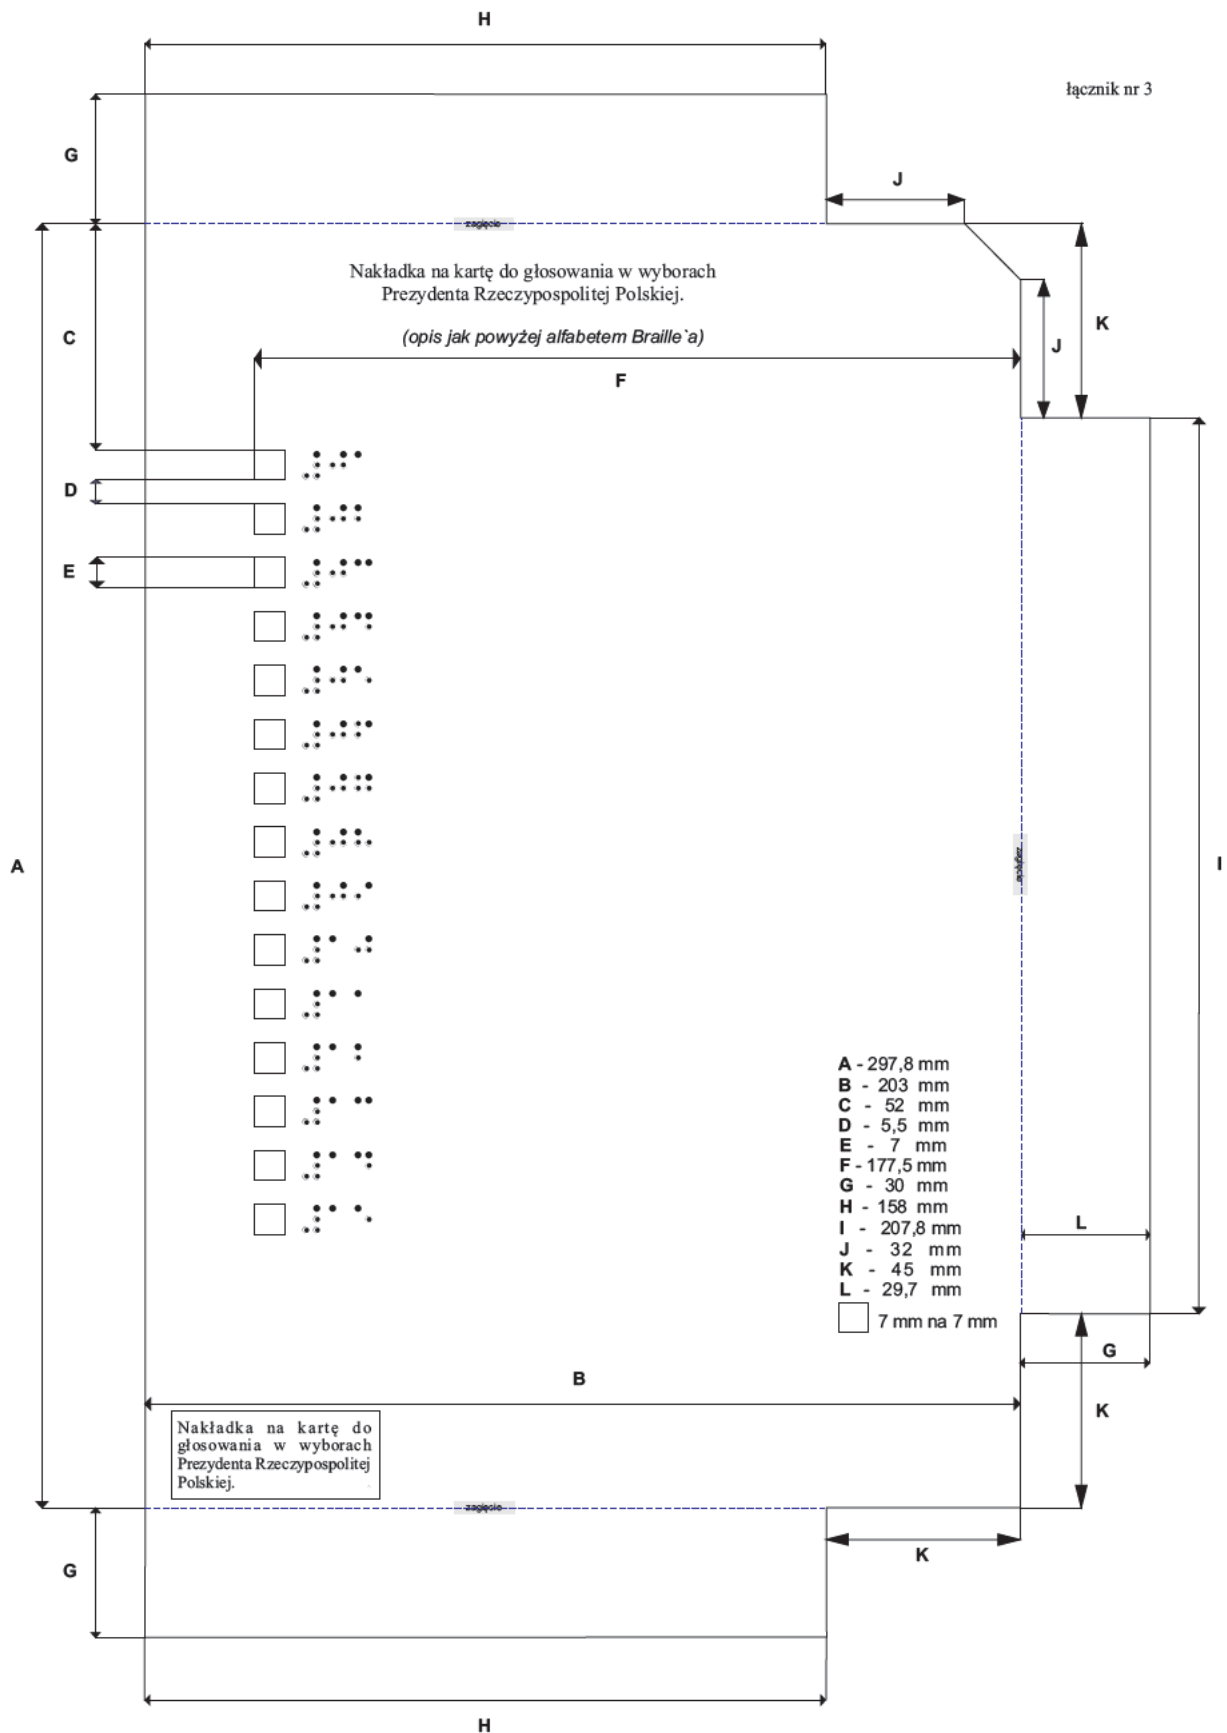 H
łącznik nr 3
G
J
zagięcie
Nakładka na kartę do głosowania w wyborach
Prezydenta Rzeczypospolitej Polskiej.
K
C
(opis jak powyżej alfabetem Braille`a)
J
F
D
E
A
zagięcie
I
A - 297,8 mm
B - 203 mm
C - 52 mm
D - 5,5 mm
E - 7 mm
F - 177,5 mm
G - 30 mm
H - 158 mm
I - 207,8 mm
J - 32 mm
K - 45 mm
L - 29,7 mm
7 mm na 7 mm
L
G
B
K
Nakładka na kartę do
głosowania w wyborach
Prezydenta Rzeczypospolitej
Polskiej.
zagięcie
K
G
H